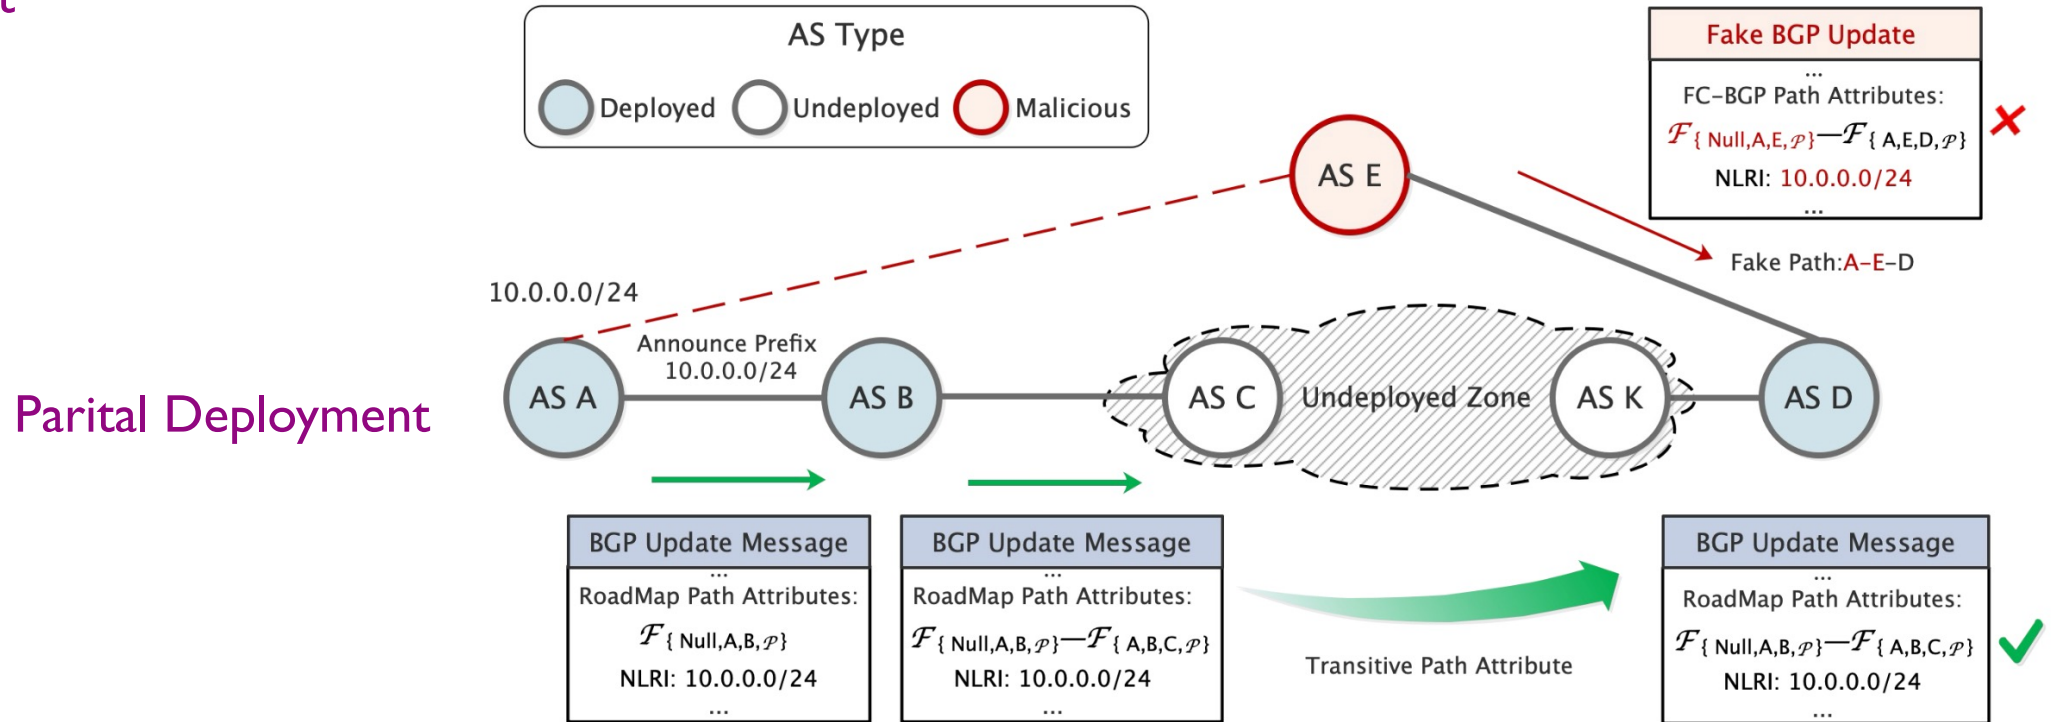 t
AS Type
Deployed
Undeployed
Malicious
Fake BGP Update
...
FC-BGP Path Attributes:
ℱ{ Null,A,E,𝒫}—ℱ{ A,E,D,𝒫}
NLRI: 10.0.0.0/24
...
AS E
Fake Path:A-E-D
10.0.0.0/24
Announce Prefix
10.0.0.0/24
Parital Deployment
AS A
AS B
AS C
Undeployed Zone
AS K
AS D
BGP Update Message
...
RoadMap Path Attributes:
ℱ{ Null,A,B,𝒫}
NLRI: 10.0.0.0/24
...
BGP Update Message
...
RoadMap Path Attributes:
ℱ{ Null,A,B,𝒫}—ℱ{ A,B,C,𝒫}
NLRI: 10.0.0.0/24
...
Transitive Path Attribute
BGP Update Message
...
RoadMap Path Attributes:
ℱ{ Null,A,B,𝒫}—ℱ{ A,B,C,𝒫}
NLRI: 10.0.0.0/24
...